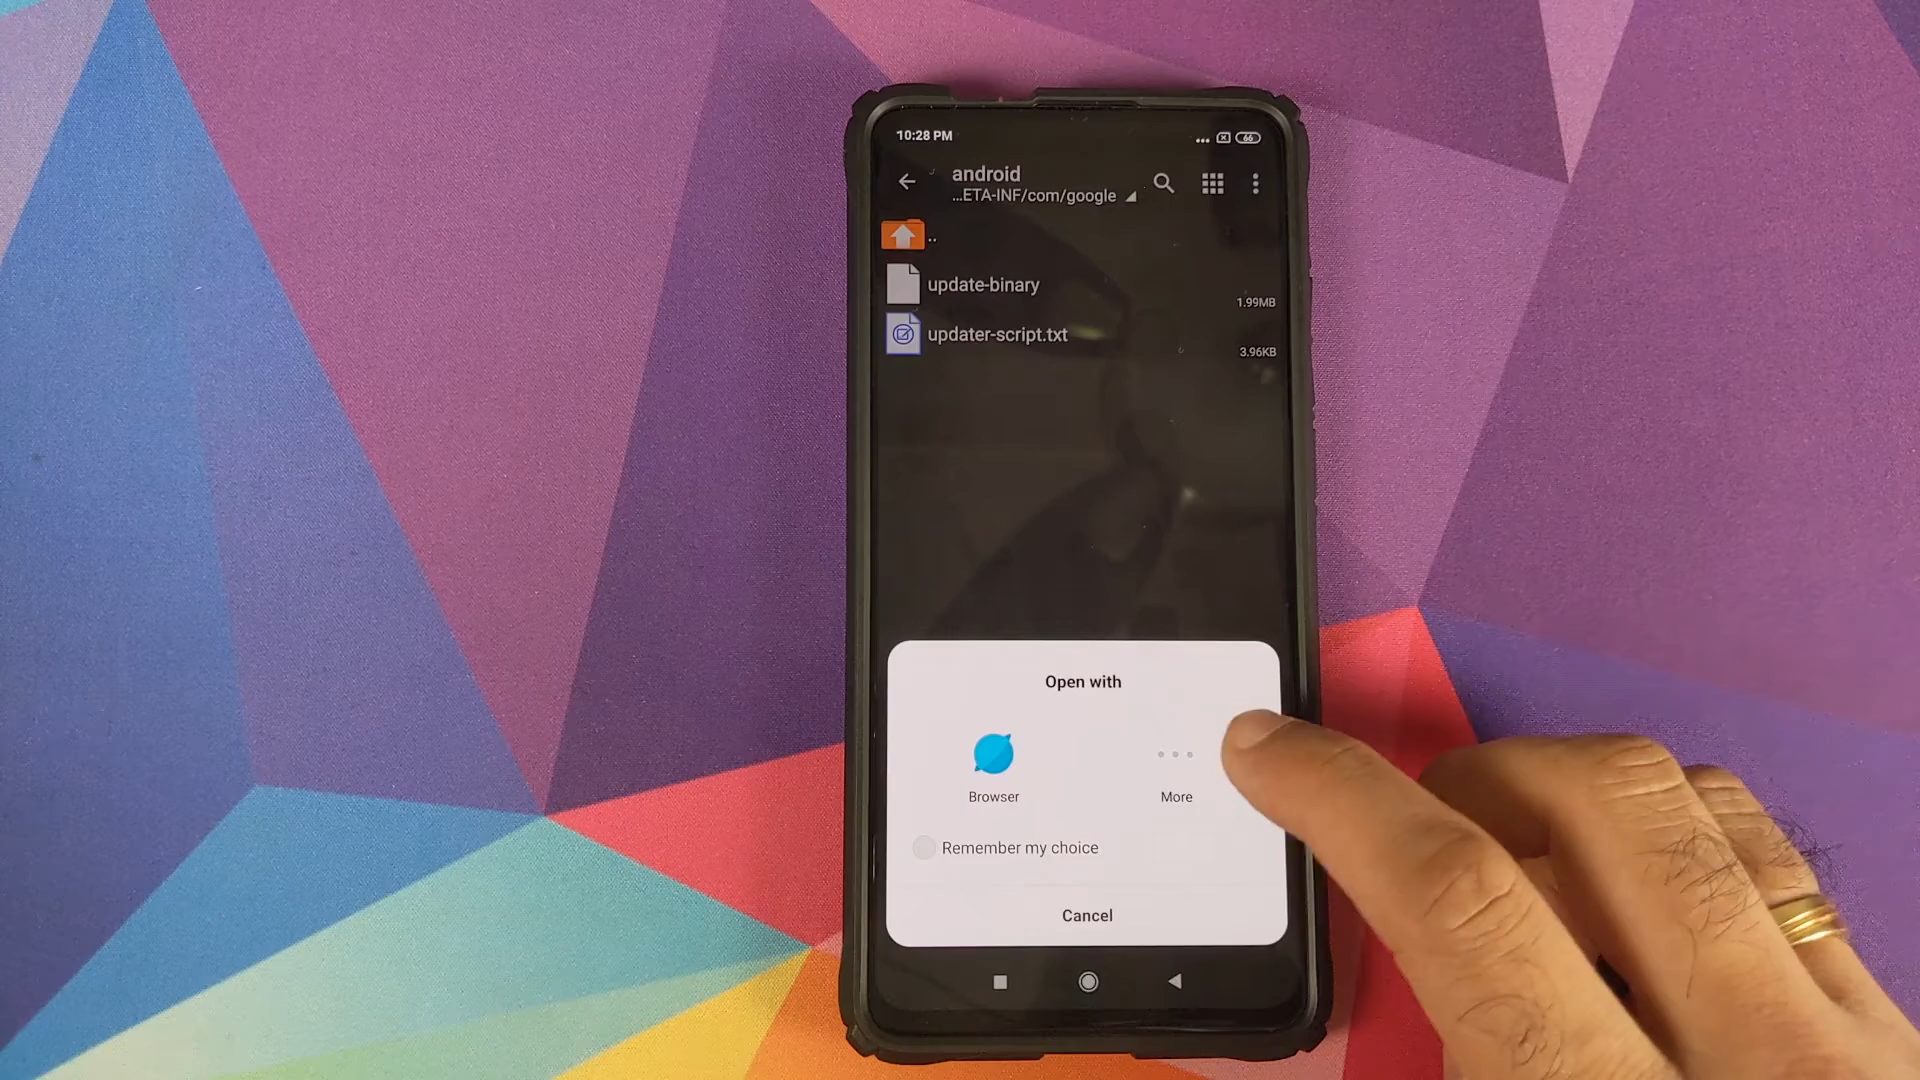 10:28 PM
66
android
...ETA-INF/com/google
..
update-binary
1.99MB
updater-script.txt
3.96KB
Open with
Browser
More
Remember my choice
Cancel